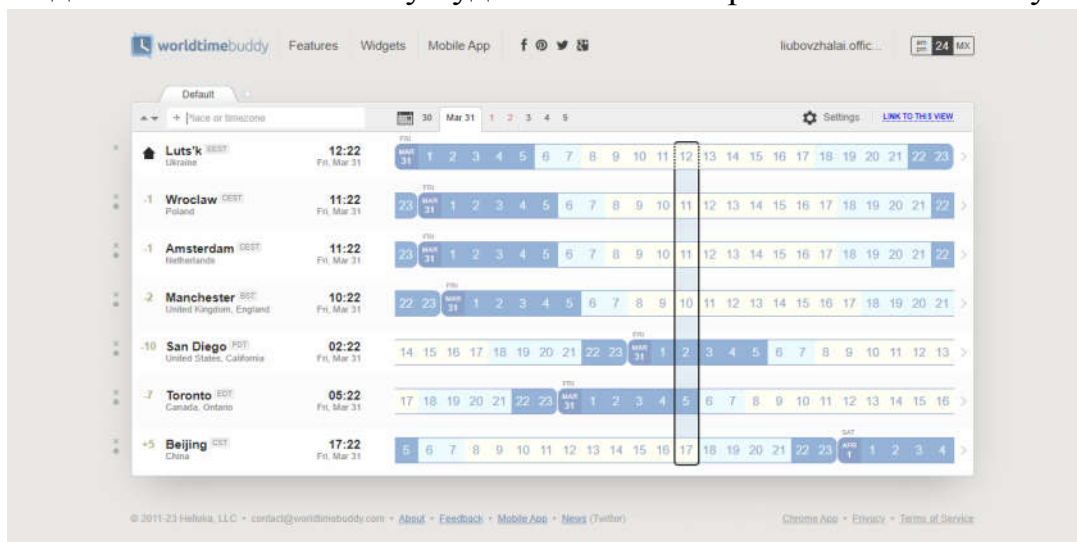 worldtimebuddy Features Widgets Mobile App liubovzhalai.offic... am pm 24 MX
Default
+ Place or timezone 30 Mar 31 1 2 3 4 5 Settings LINK TO THIS VIEW
FRI
Luts'k EEST 12:22 MAR 31 1 2 3 4 5 6 7 8 9 10 11 12 13 14 15 16 17 18 19 20 21 22 23
Ukraine Fri, Mar 31
FRI
-1 Wroclaw CEST 11:22 23 MAR 31 1 2 3 4 5 6 7 8 9 10 11 12 13 14 15 16 17 18 19 20 21 22
Poland Fri, Mar 31
FRI
-1 Amsterdam CEST 11:22 23 MAR 31 1 2 3 4 5 6 7 8 9 10 11 12 13 14 15 16 17 18 19 20 21 22
Netherlands Fri, Mar 31
FRI
-2 Manchester BST 10:22 22 23 MAR 31 1 2 3 4 5 6 7 8 9 10 11 12 13 14 15 16 17 18 19 20 21
United Kingdom, England Fri, Mar 31
FRI
-10 San Diego PDT 02:22 14 15 16 17 18 19 20 21 22 23 MAR 31 1 2 3 4 5 6 7 8 9 10 11 12 13
United States, California Fri, Mar 31
FRI
-7 Toronto EDT 05:22 17 18 19 20 21 22 23 MAR 31 1 2 3 4 5 6 7 8 9 10 11 12 13 14 15 16
Canada, Ontario Fri, Mar 31
SAT
+5 Beijing CST 17:22 5 6 7 8 9 10 11 12 13 14 15 16 17 18 19 20 21 22 23 APR 1 1 2 3 4
China Fri, Mar 31
© 2011-23 Helloka, LLC • contact@worldtimebuddy.com • About • Feedback • Mobile App • News (Twitter) Chrome App • Privacy • Terms of Service